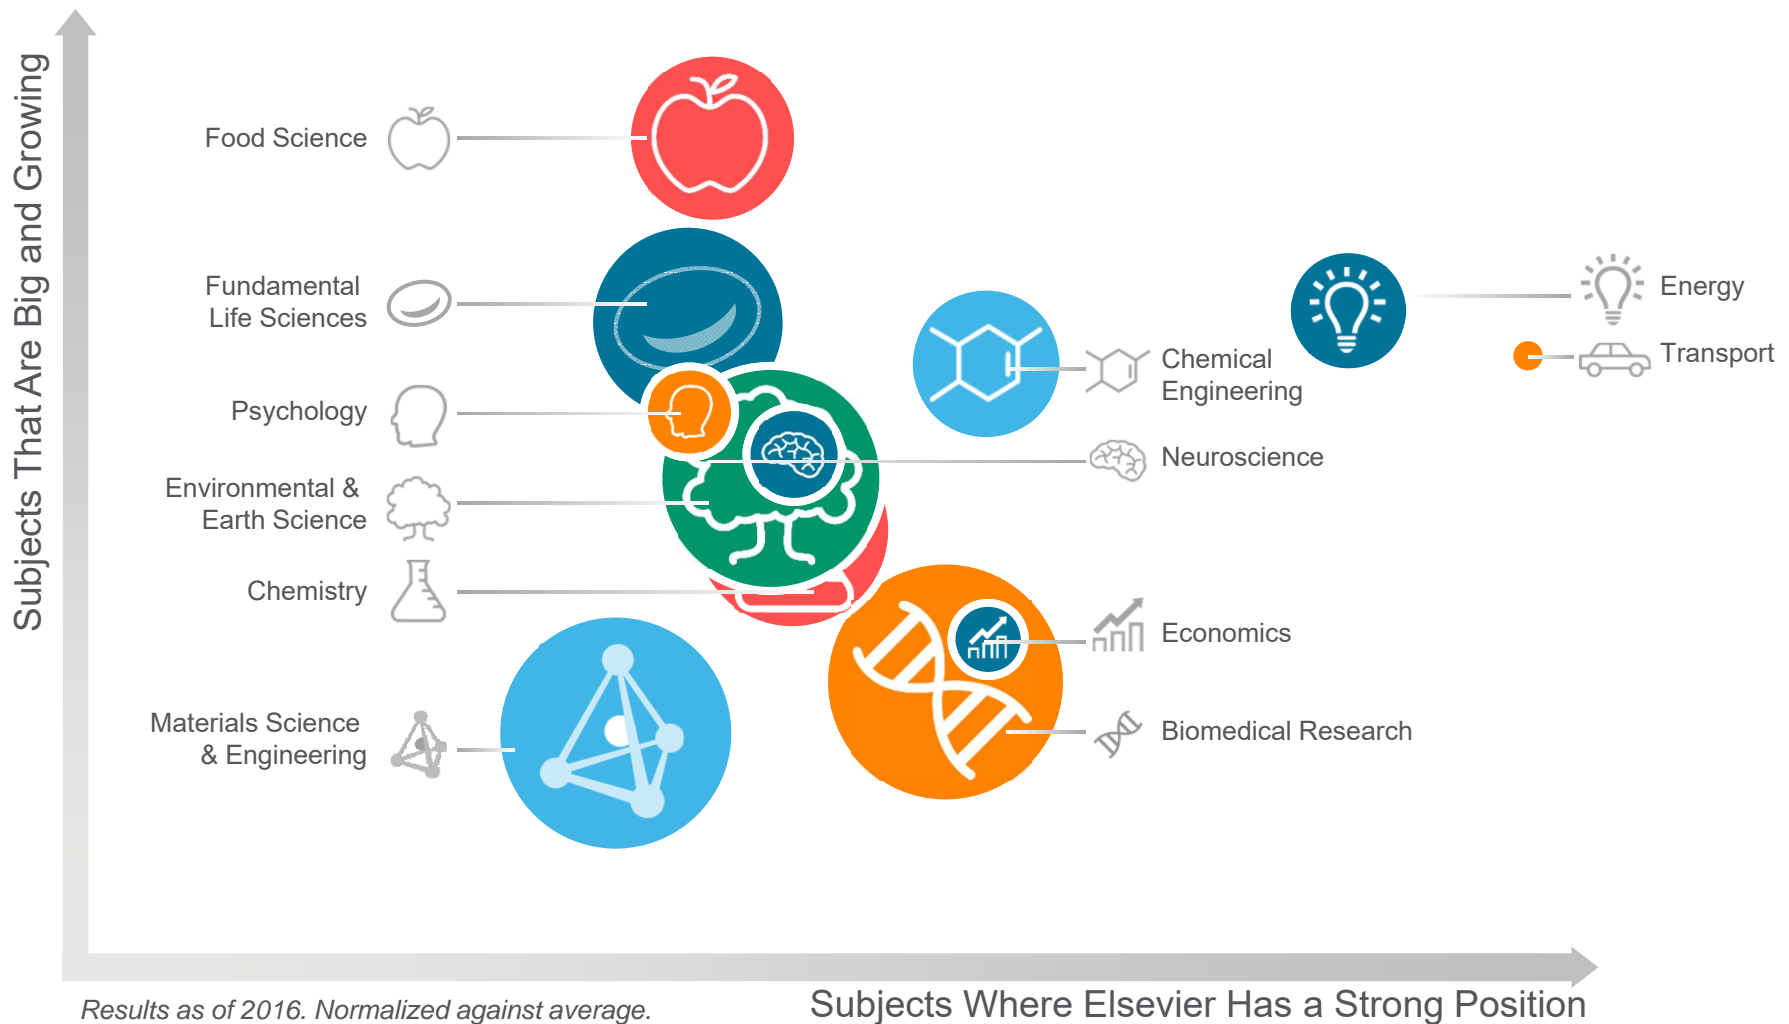 Subjects That Are Big and Growing
Food Science
Fundamental
Life Sciences
Psychology
Environmental &
Earth Science
Chemistry
Materials Science
& Engineering
Energy
Transport
Chemical
Engineering
Neuroscience
Economics
Biomedical Research
Results as of 2016. Normalized against average.
Subjects Where Elsevier Has a Strong Position